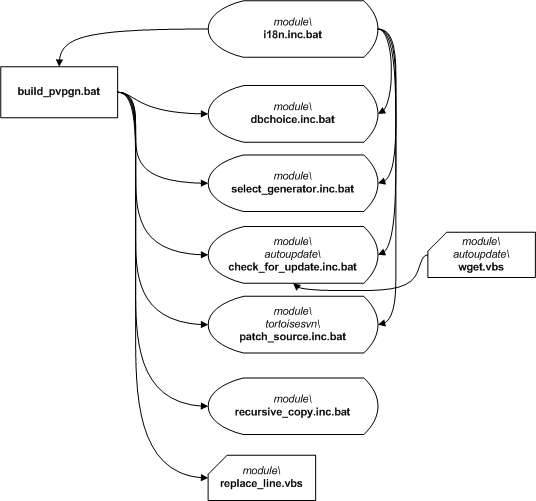 module\
i18n.inc.bat
build_pvpgn.bat
module\
dbchoice.inc.bat
module\
select_generator.inc.bat
module\
autoupdate\
check_for_update.inc.bat
module\
autoupdate\
wget.vbs
module\
tortoisesvn\
patch_source.inc.bat
module\
recursive_copy.inc.bat
module\
replace_line.vbs